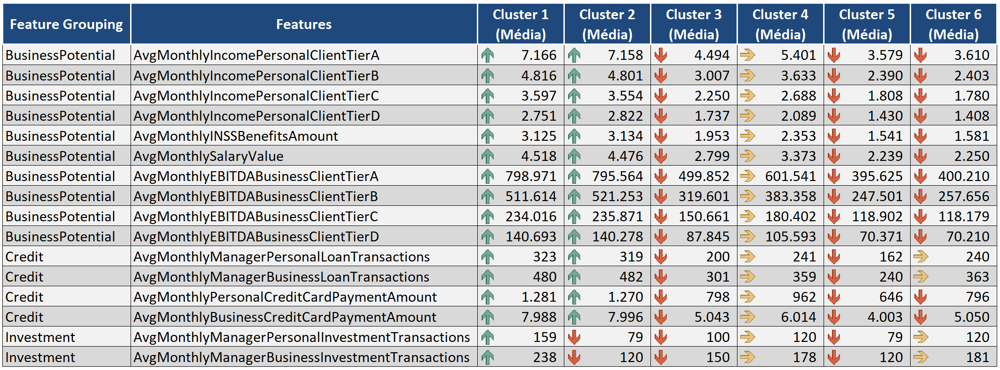 Feature Grouping Features Cluster 1 (Média) Cluster 2 (Média) Cluster 3 (Média) Cluster 4 (Média) Cluster 5 (Média) Cluster 6 (Média)
BusinessPotential AvgMonthlyIncomePersonalClientTierA 7.166 7.158 4.494 5.401 3.579 3.610
BusinessPotential AvgMonthlyIncomePersonalClientTierB 4.816 4.801 3.007 3.633 2.390 2.403
BusinessPotential AvgMonthlyIncomePersonalClientTierC 3.597 3.554 2.250 2.688 1.808 1.780
BusinessPotential AvgMonthlyIncomePersonalClientTierD 2.751 2.822 1.737 2.089 1.430 1.408
BusinessPotential AvgMonthlyINSSBenefitsAmount 3.125 3.134 1.953 2.353 1.541 1.581
BusinessPotential AvgMonthlySalaryValue 4.518 4.476 2.799 3.373 2.239 2.250
BusinessPotential AvgMonthlyEBITDABusinessClientTierA 798.971 795.564 499.852 601.541 395.625 400.210
BusinessPotential AvgMonthlyEBITDABusinessClientTierB 511.614 521.253 319.601 383.358 247.501 257.656
BusinessPotential AvgMonthlyEBITDABusinessClientTierC 234.016 235.871 150.661 180.402 118.902 118.179
BusinessPotential AvgMonthlyEBITDABusinessClientTierD 140.693 140.278 87.845 105.593 70.371 70.210
Credit AvgMonthlyManagerPersonalLoanTransactions 323 319 200 241 162 240
Credit AvgMonthlyManagerBusinessLoanTransactions 480 482 301 359 240 363
Credit AvgMonthlyPersonalCreditCardPaymentAmount 1.281 1.270 798 962 646 796
Credit AvgMonthlyBusinessCreditCardPaymentAmount 7.988 7.996 5.043 6.014 4.003 5.050
Investment AvgMonthlyManagerPersonalInvestmentTransactions 159 79 100 120 79 120
Investment AvgMonthlyManagerBusinessInvestmentTransactions 238 120 150 178 120 181